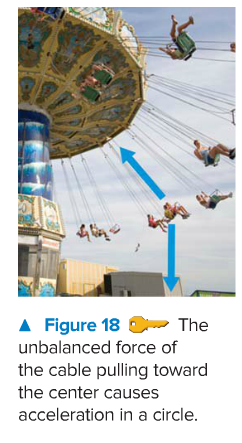 ▲ Figure 18 The
unbalanced force of
the cable pulling toward
the center causes
acceleration in a circle.